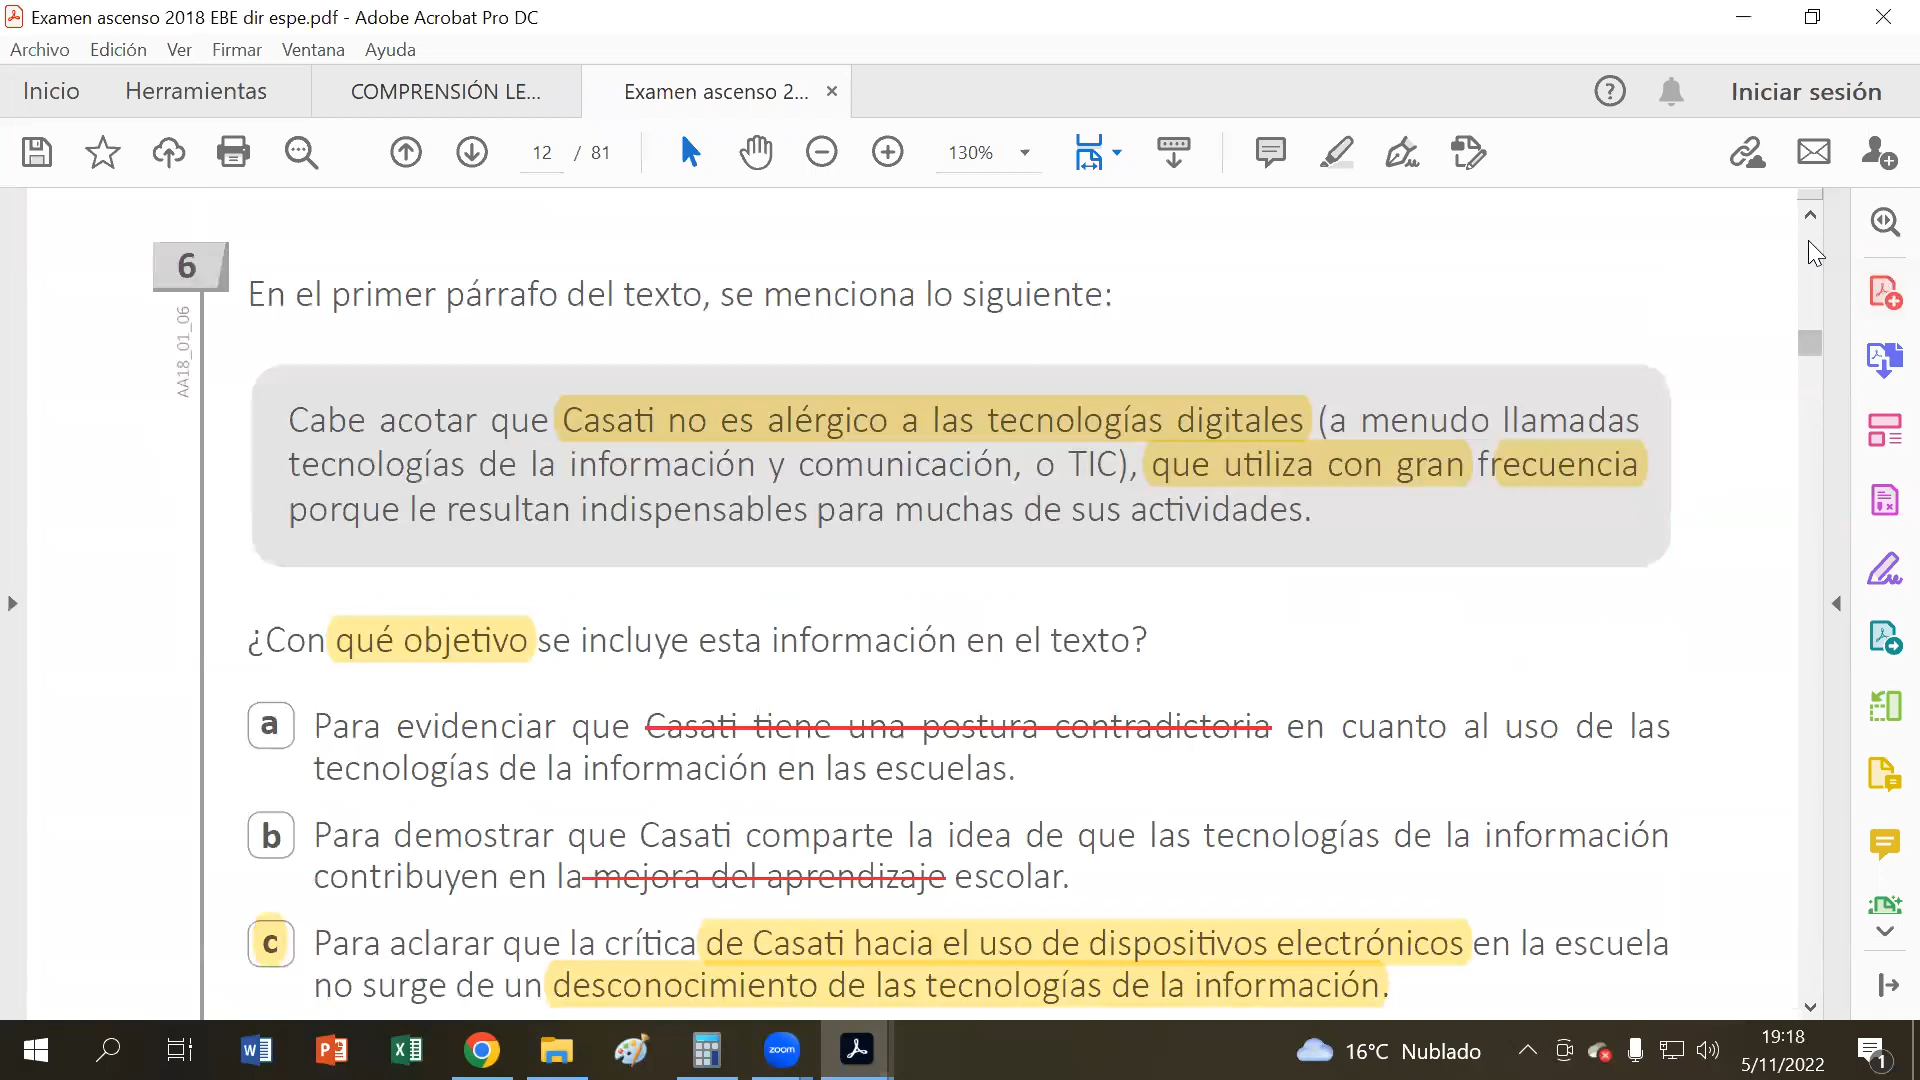 Examen ascenso 2018 EBE dir espe.pdf - Adobe Acrobat Pro DC
Archivo Edición Ver Firmar Ventana Ayuda
Inicio Herramientas COMPRENSIÓN LE... Examen ascenso 2... × ? Iniciar sesión
12 / 81 130%
6
AA18_01_06
En el primer párrafo del texto, se menciona lo siguiente:
Cabe acotar que Casati no es alérgico a las tecnologías digitales (a menudo llamadas
tecnologías de la información y comunicación, o TIC), que utiliza con gran frecuencia
porque le resultan indispensables para muchas de sus actividades.
¿Con qué objetivo se incluye esta información en el texto?
a Para evidenciar que Casati tiene una postura contradictoria en cuanto al uso de las
tecnologías de la información en las escuelas.
b Para demostrar que Casati comparte la idea de que las tecnologías de la información
contribuyen en la mejora del aprendizaje escolar.
c Para aclarar que la crítica de Casati hacia el uso de dispositivos electrónicos en la escuela
no surge de un desconocimiento de las tecnologías de la información.
zoom
16°C Nublado
19:18
5/11/2022
1